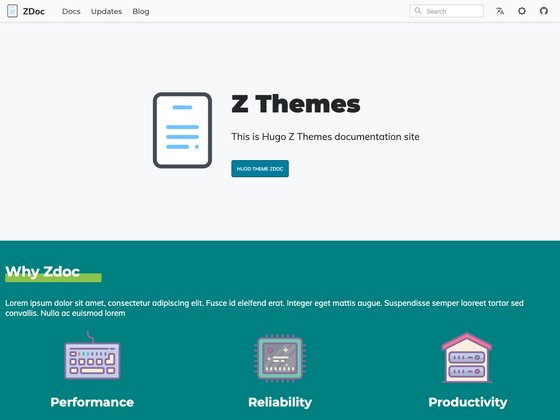 ZDoc
Docs
Updates
Blog
Search
Z Themes
This is Hugo Z Themes documentation site
HUGO THEME ZDOC
Why Zdoc
Lorem ipsum dolor sit amet, consectetur adipiscing elit. Fusce id eleifend erat. Integer eget mattis augue. Suspendisse semper laoreet tortor sed
convallis. Nulla ac euismod lorem
Performance
Reliability
Productivity